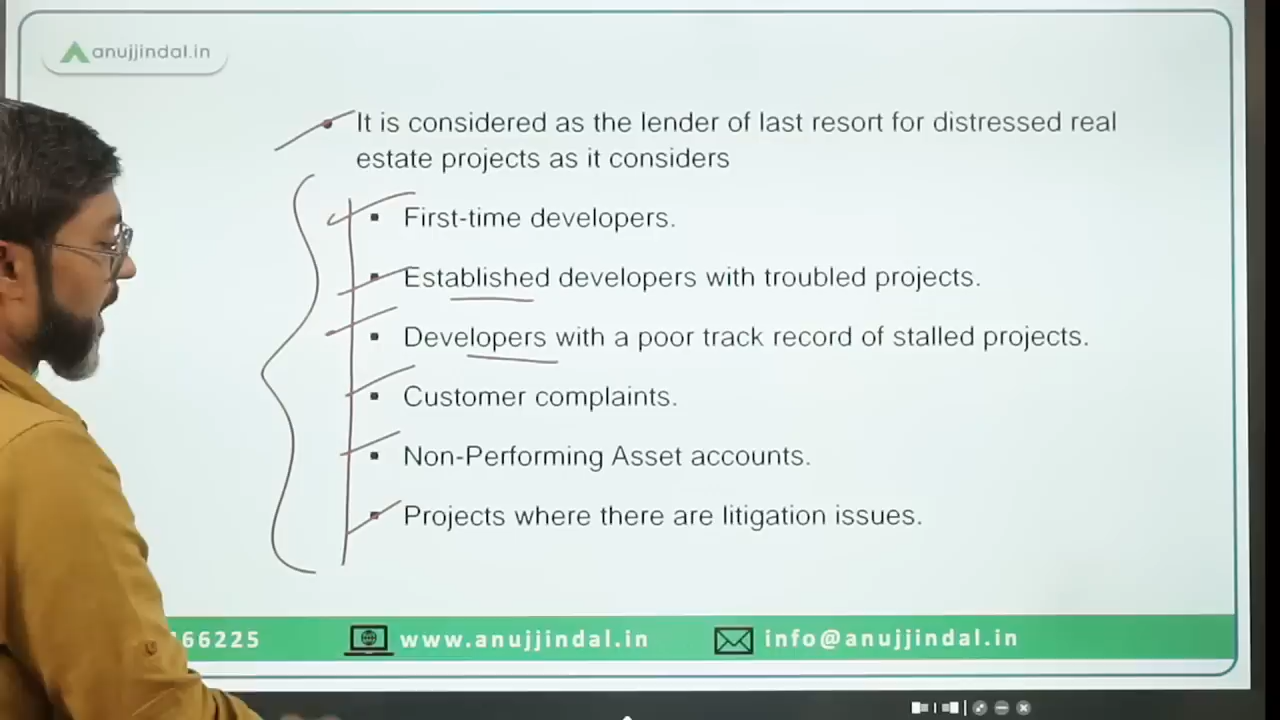 anujjindal.in
It is considered as the lender of last resort for distressed real
estate projects as it considers
First-time developers.
Established developers with troubled projects.
Developers with a poor track record of stalled projects.
Customer complaints.
Non-Performing Asset accounts.
Projects where there are litigation issues.
66225 www.anujjindal.in info@anujjindal.in